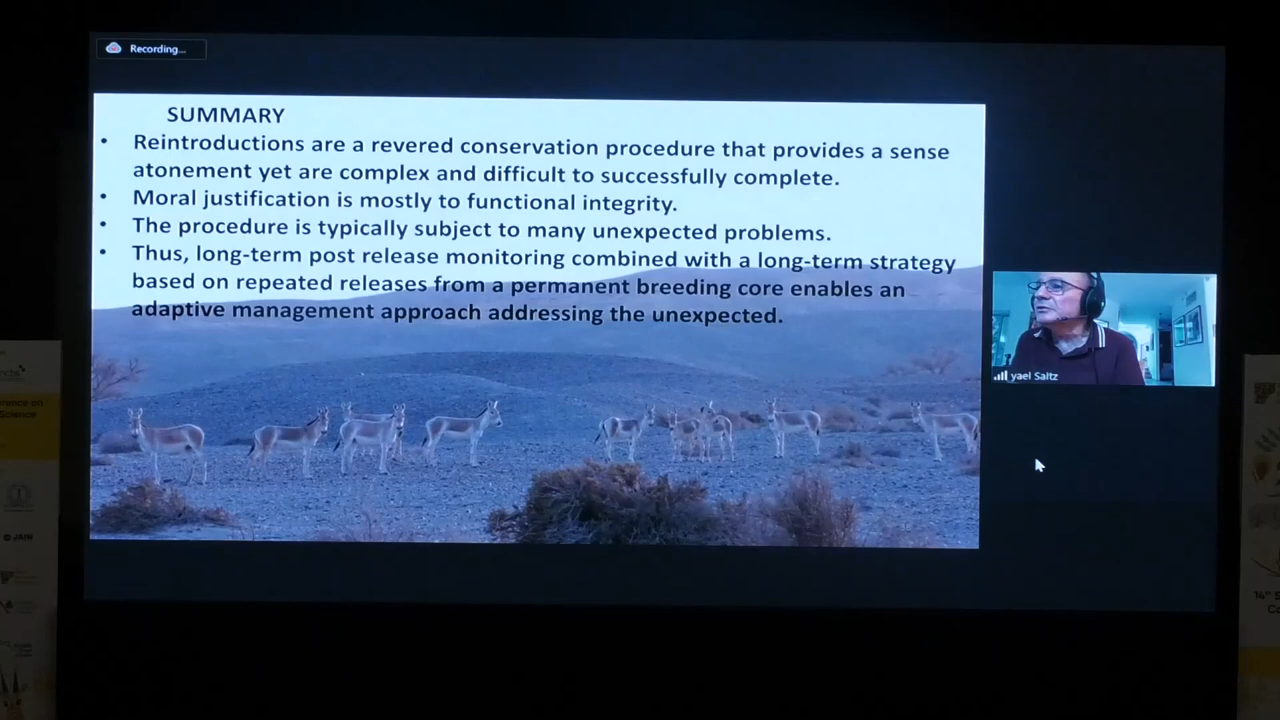 Recording...
SUMMARY
• Reintroductions are a revered conservation procedure that provides a sense
atonement yet are complex and difficult to successfully complete.
• Moral justification is mostly to functional integrity.
• The procedure is typically subject to many unexpected problems.
• Thus, long-term post release monitoring combined with a long-term strategy
based on repeated releases from a permanent breeding core enables an
adaptive management approach addressing the unexpected.
yael Saltz
Science
JAIN
14th S